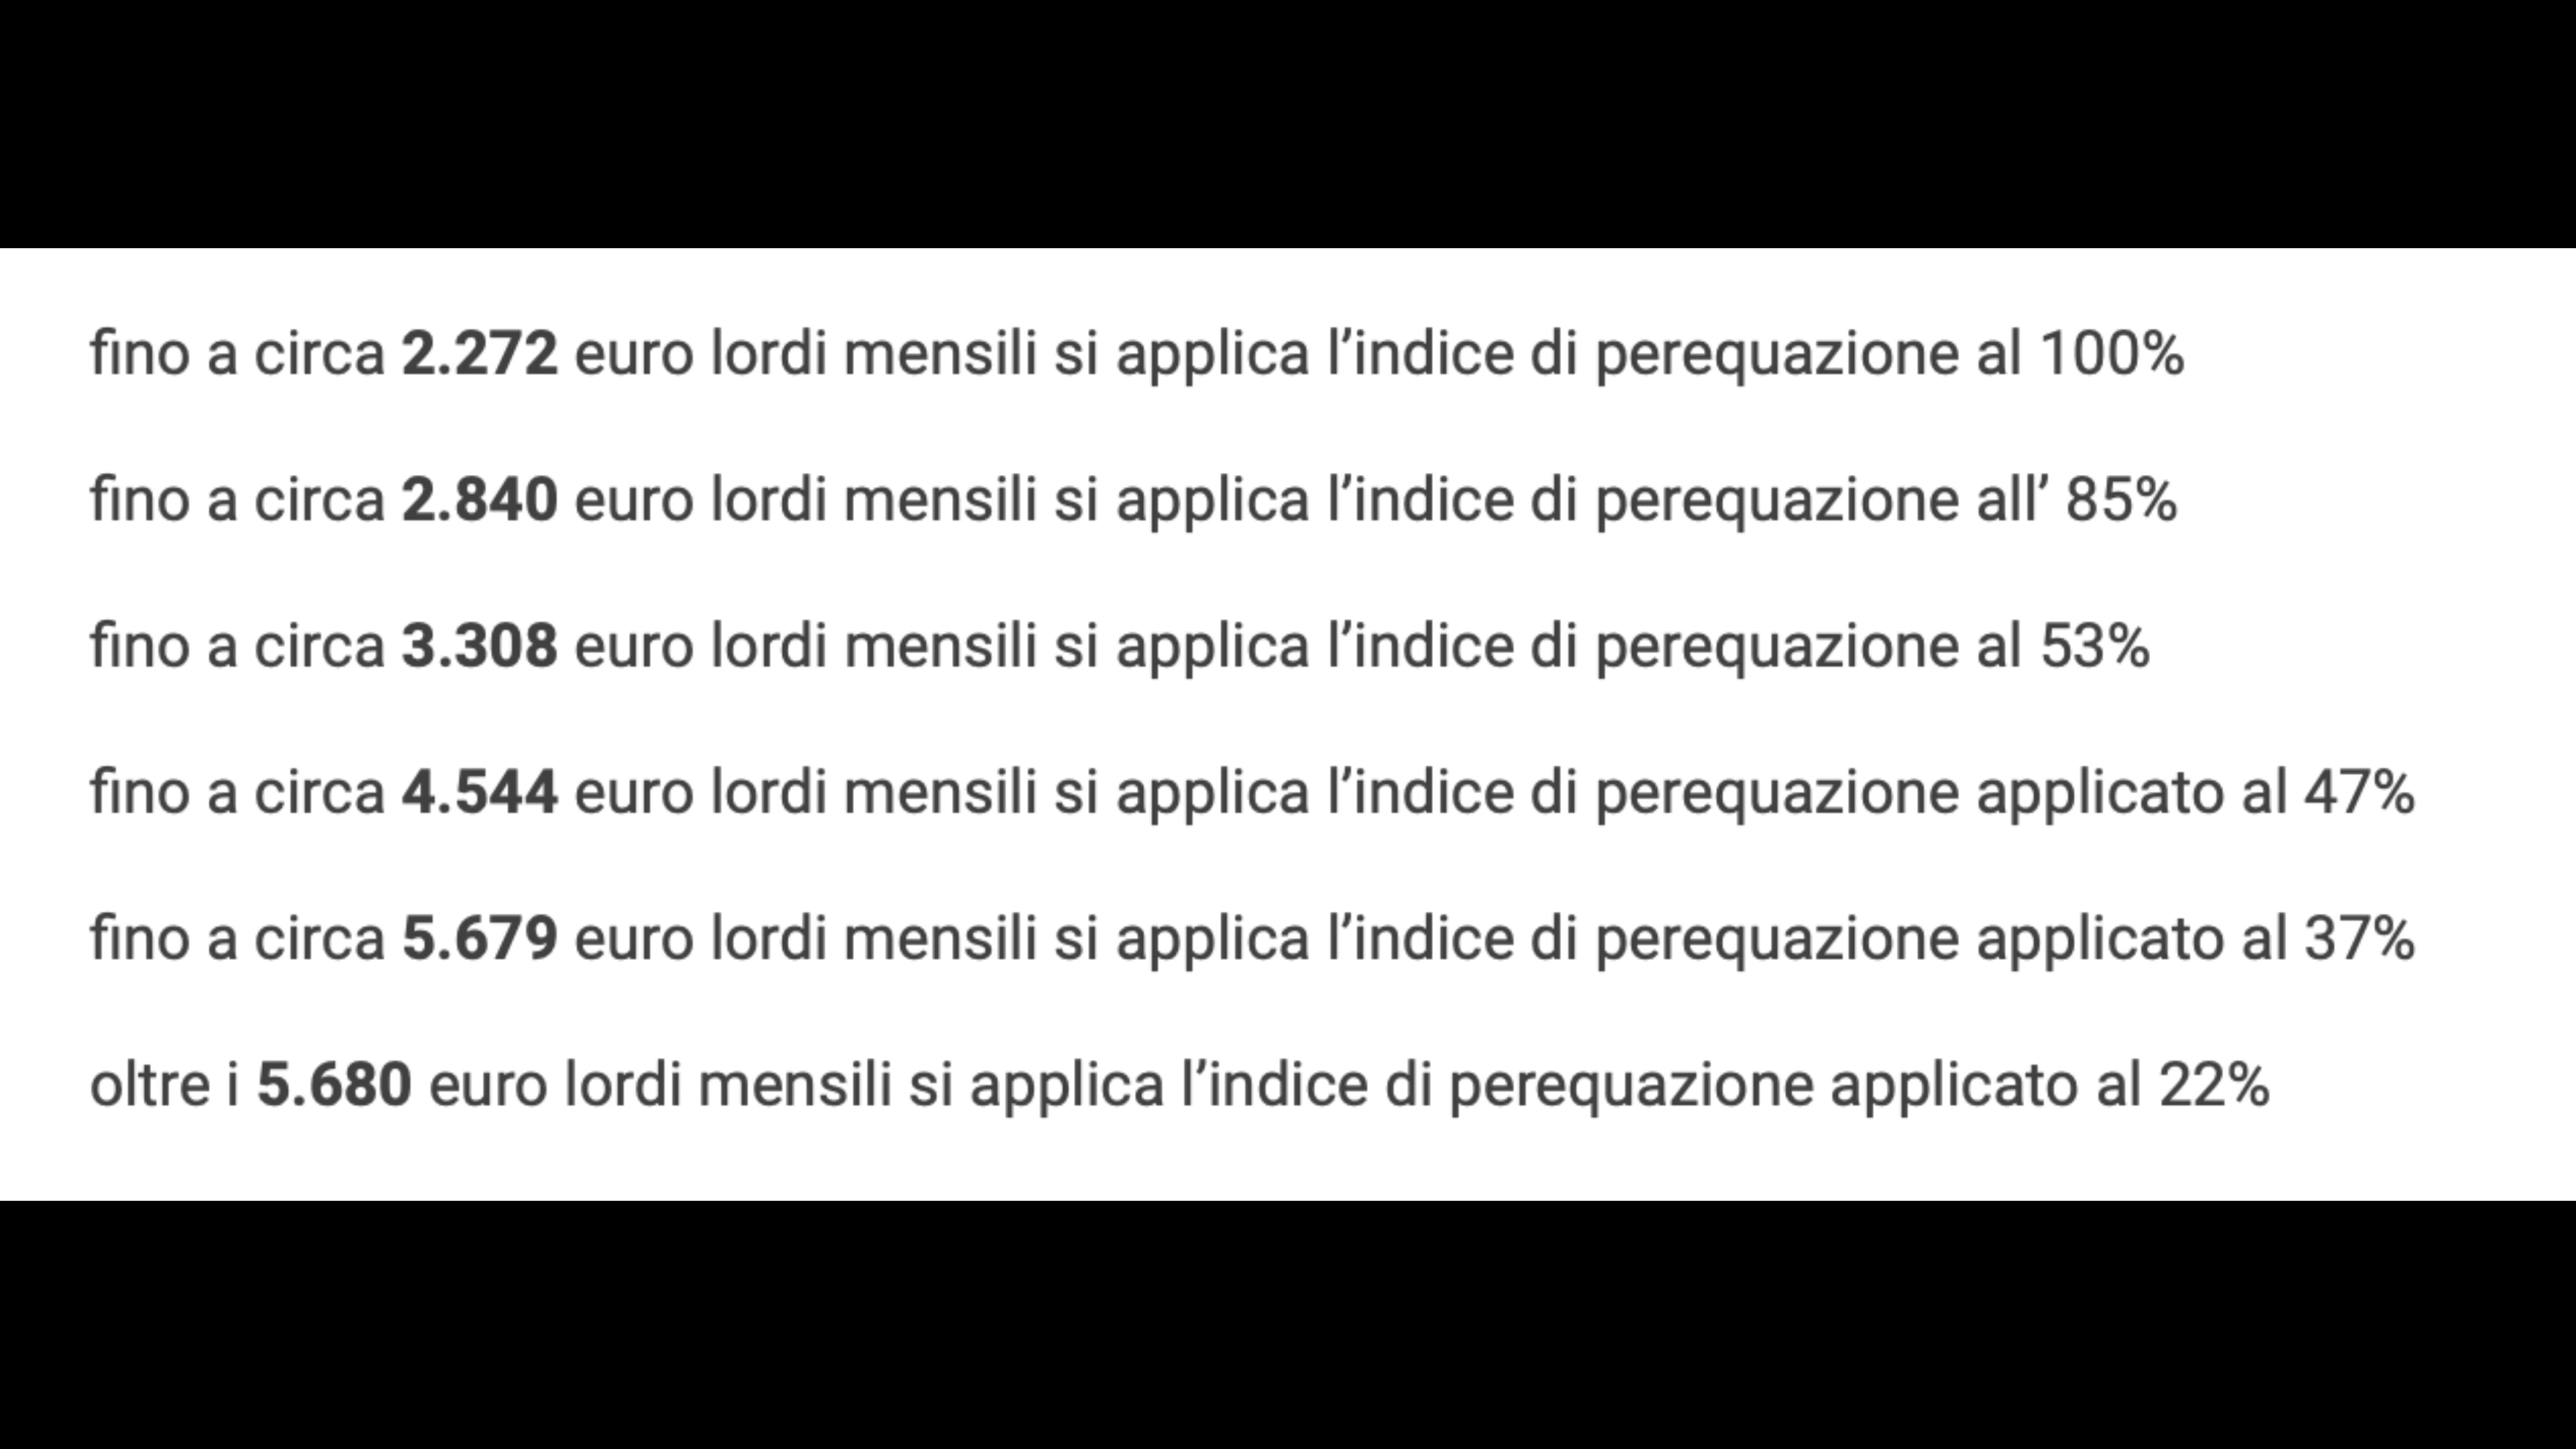 fino a circa 2.272 euro lordi mensili si applica l’indice di perequazione al 100%
fino a circa 2.840 euro lordi mensili si applica l’indice di perequazione all’ 85%
fino a circa 3.308 euro lordi mensili si applica l’indice di perequazione al 53%
fino a circa 4.544 euro lordi mensili si applica l’indice di perequazione applicato al 47%
fino a circa 5.679 euro lordi mensili si applica l’indice di perequazione applicato al 37%
oltre i 5.680 euro lordi mensili si applica l’indice di perequazione applicato al 22%